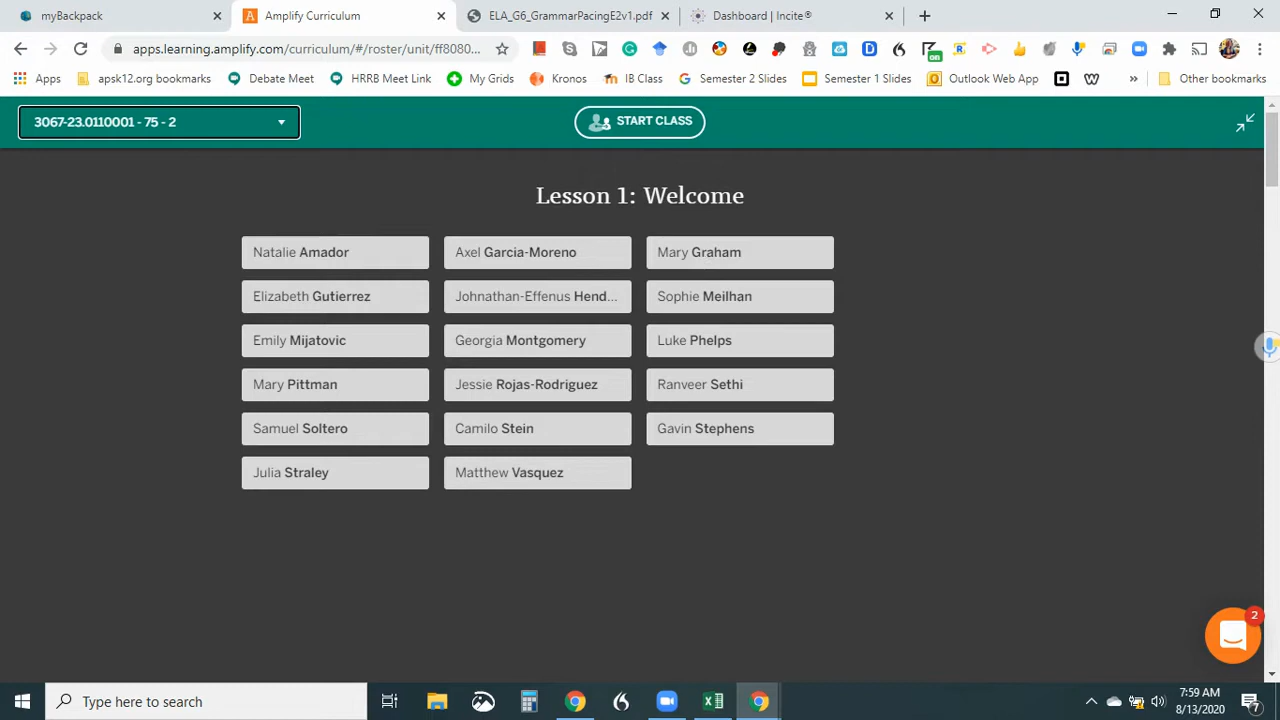 myBackpack
Amplify Curriculum
ELA_G6_GrammarPacingE2v1.pdf
Dashboard | Incite®
apps.learning.amplify.com/curriculum/#/roster/unit/ff8080...
on
Apps
apsk12.org bookmarks
Debate Meet
HRRB Meet Link
My Grids
Kronos
IB Class
Semester 2 Slides
Semester 1 Slides
Outlook Web App
»
Other bookmarks
3067-23.0110001 - 75 - 2
START CLASS
Lesson 1: Welcome
Natalie Amador
Axel Garcia-Moreno
Mary Graham
Elizabeth Gutierrez
Johnathan-Effenus Hend...
Sophie Meilhan
Emily Mijatovic
Georgia Montgomery
Luke Phelps
Mary Pittman
Jessie Rojas-Rodriguez
Ranveer Sethi
Samuel Soltero
Camilo Stein
Gavin Stephens
Julia Straley
Matthew Vasquez
2
Type here to search
7:59 AM
8/13/2020
7